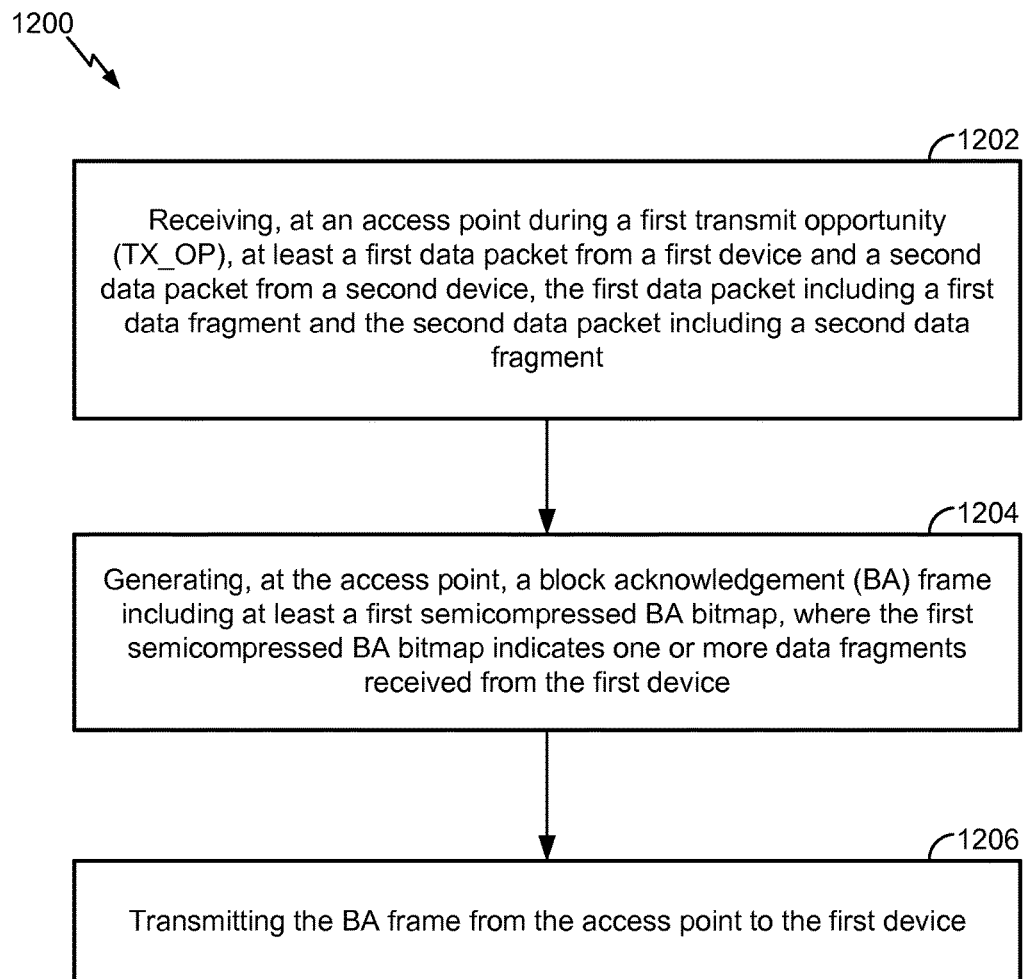 1200
1202
Receiving, at an access point during a first transmit opportunity
(TX_OP), at least a first data packet from a first device and a second
data packet from a second device, the first data packet including a first
data fragment and the second data packet including a second data
fragment
1204
Generating, at the access point, a block acknowledgement (BA) frame
including at least a first semicompressed BA bitmap, where the first
semicompressed BA bitmap indicates one or more data fragments
received from the first device
1206
Transmitting the BA frame from the access point to the first device